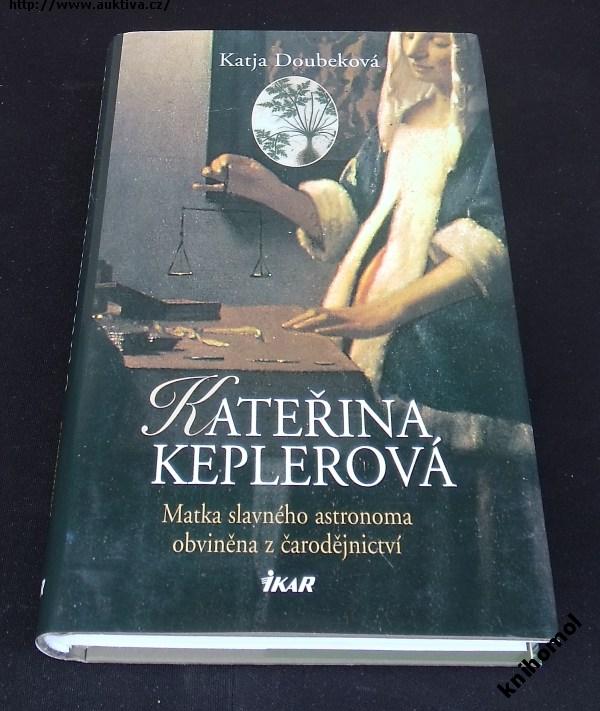 http://www.auktiva.cz/
Katja Doubeková
KATEŘINA
KEPLEROVÁ
Matka slavného astronoma
obviněna z čarodějnictví
iKAR
knihomol